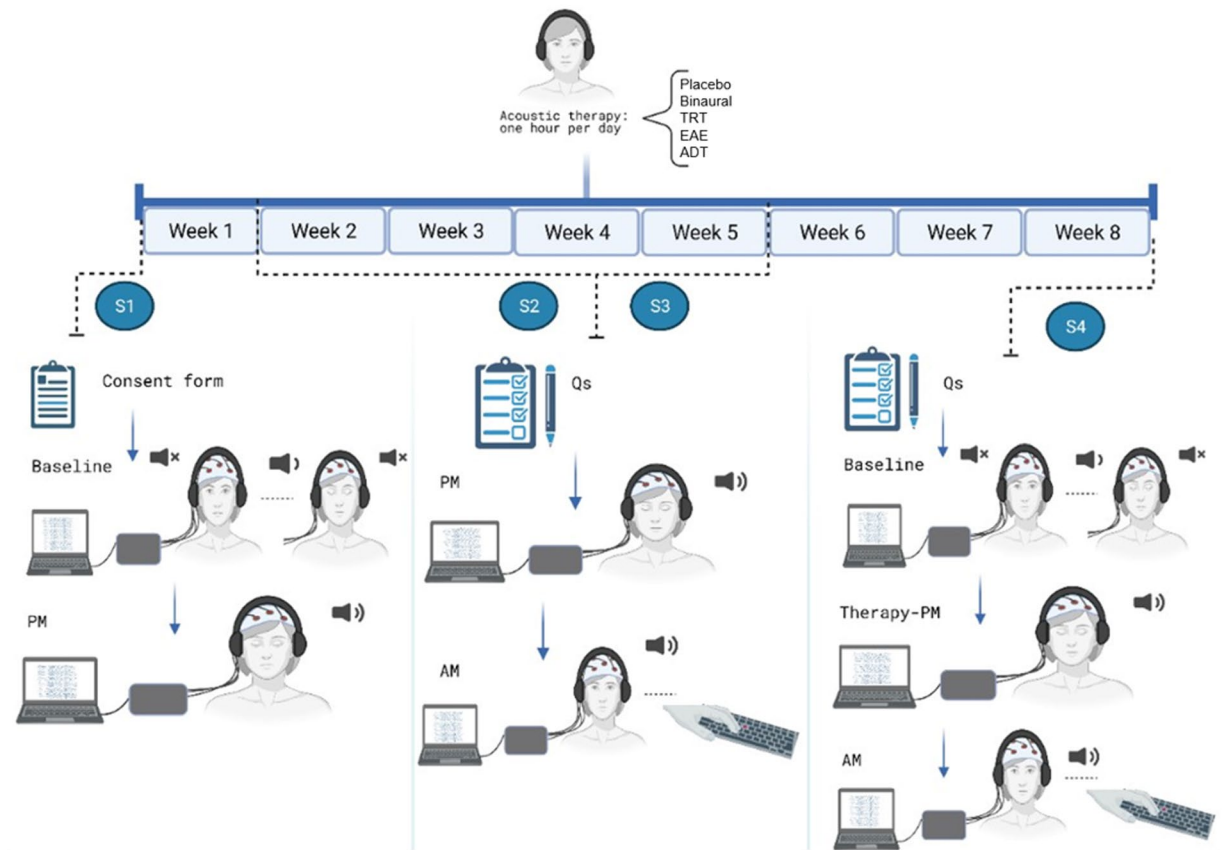 Acoustic therapy:
one hour per day
Placebo
Binaural
TRT
EAE
ADT
Week 1
Week 2
Week 3
Week 4
Week 5
Week 6
Week 7
Week 8
S1
S2
S3
S4
Consent form
Baseline
PM
Qs
PM
AM
Qs
Baseline
Therapy-PM
AM